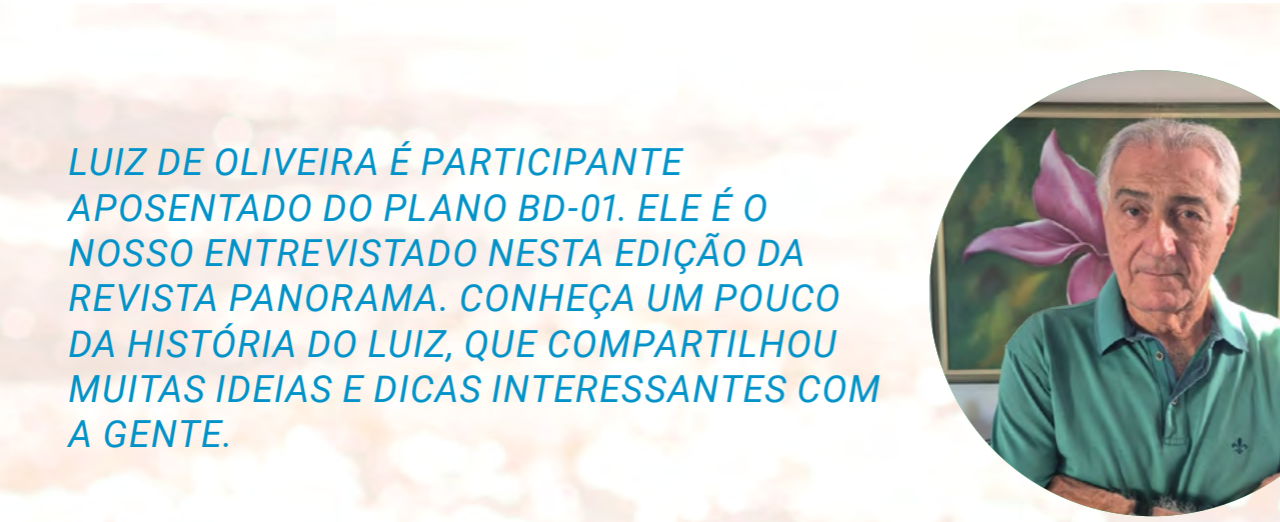 LUIZ DE OLIVEIRA É PARTICIPANTE
APOSENTADO DO PLANO BD-01. ELE É O
NOSSO ENTREVISTADO NESTA EDIÇÃO DA
REVISTA PANORAMA. CONHEÇA UM POUCO
DA HISTÓRIA DO LUIZ, QUE COMPARTILHOU
MUITAS IDEIAS E DICAS INTERESSANTES COM
A GENTE.